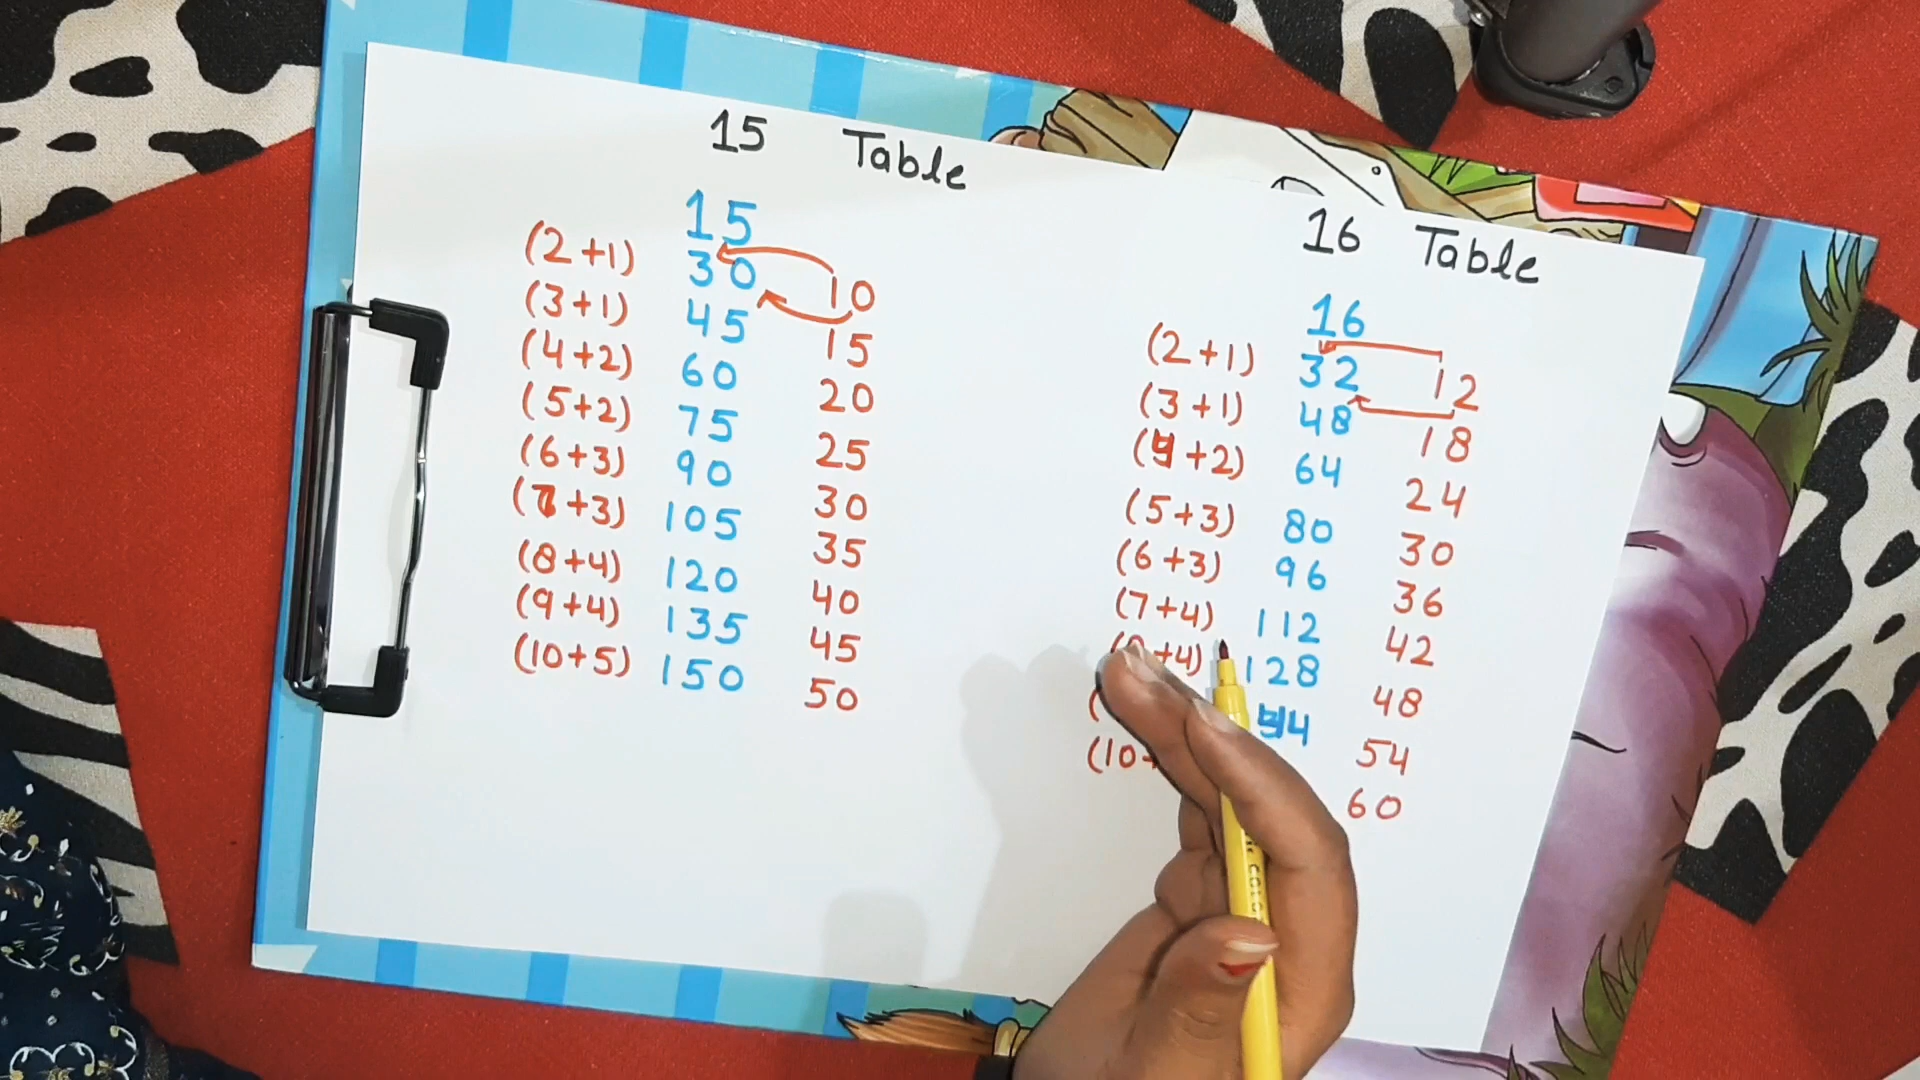 15 Table
15
(2+1) 30 10
(3+1) 45 15
(4+2) 60 20
(5+2) 75 25
(6+3) 90 30
(7+3) 105 35
(8+4) 120 40
(9+4) 135 45
(10+5) 150 50
16 Table
16
(2+1) 32 12
(3+1) 48 18
(4+2) 64 24
(5+3) 80 30
(6+3) 96 36
(7+4) 112 42
+4) 128 48
44 54
(10+ 60